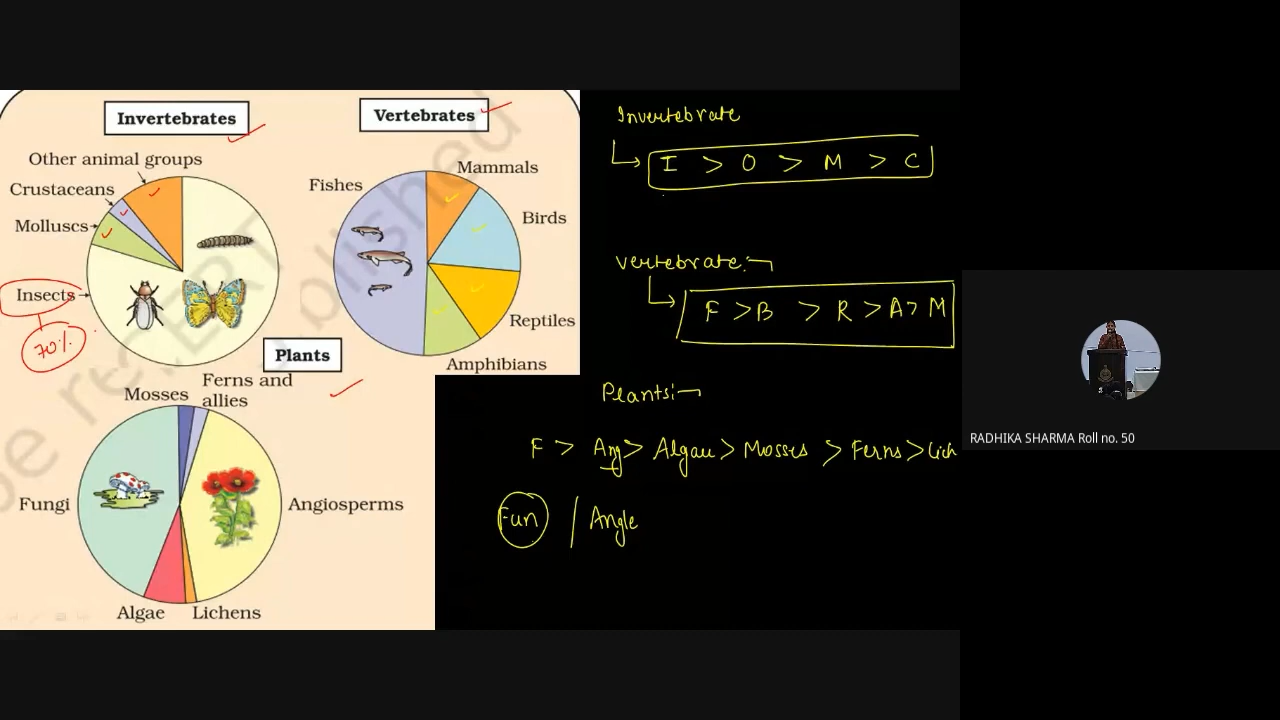 Invertebrates
Other animal groups
Crustaceans
Molluscs
Insects
70%
Vertebrates
Mammals
Fishes
Birds
Reptiles
Amphibians
Plants
Ferns and
allies
Mosses
Fungi
Angiosperms
Algae
Lichens
Invertebrate
I > O > M > C
Vertebrate:
F > B > R > A > M
Plants:
F > Ang > Algae > Mosses > Ferns > Lich
Fun / Angle
RADHIKA SHARMA Roll no. 50